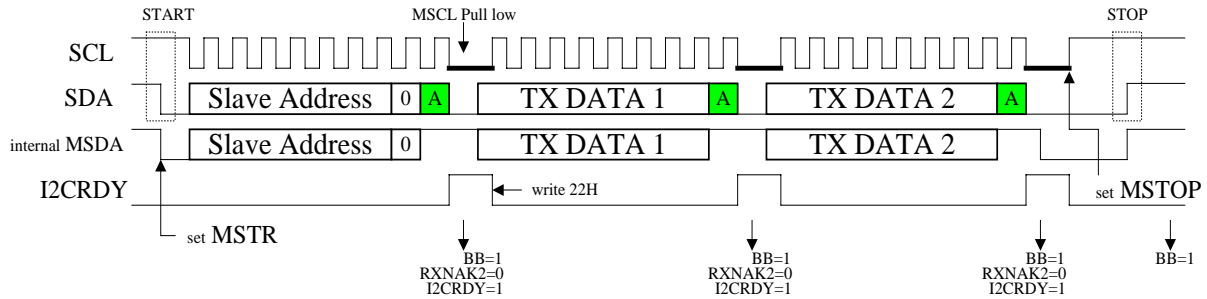 START
MSCL Pull low
STOP
SCL
SDA
Slave Address 0 A TX DATA 1 A TX DATA 2 A
internal MSDA
Slave Address 0 TX DATA 1 TX DATA 2
I2CRDY
write 22H
set MSTOP
set MSTR
BB=1
RXNAK2=0
I2CRDY=1
BB=1
RXNAK2=0
I2CRDY=1
BB=1
RXNAK2=0
I2CRDY=1
BB=1